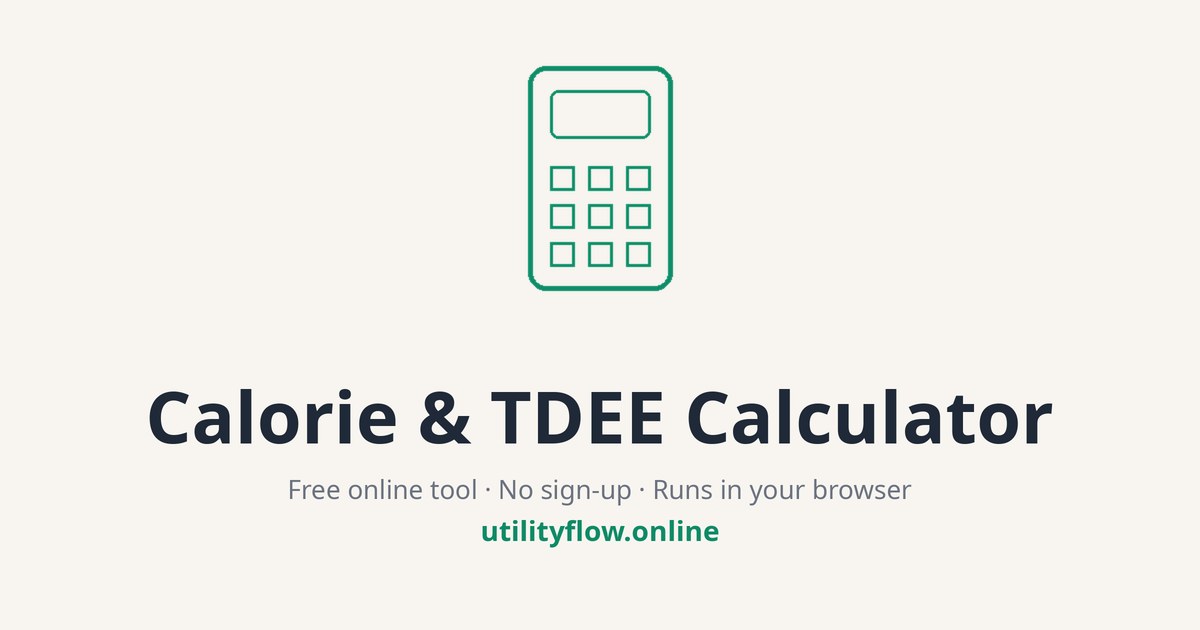 Calorie & TDEE Calculator
Free online tool · No sign-up · Runs in your browser
utilityflow.online